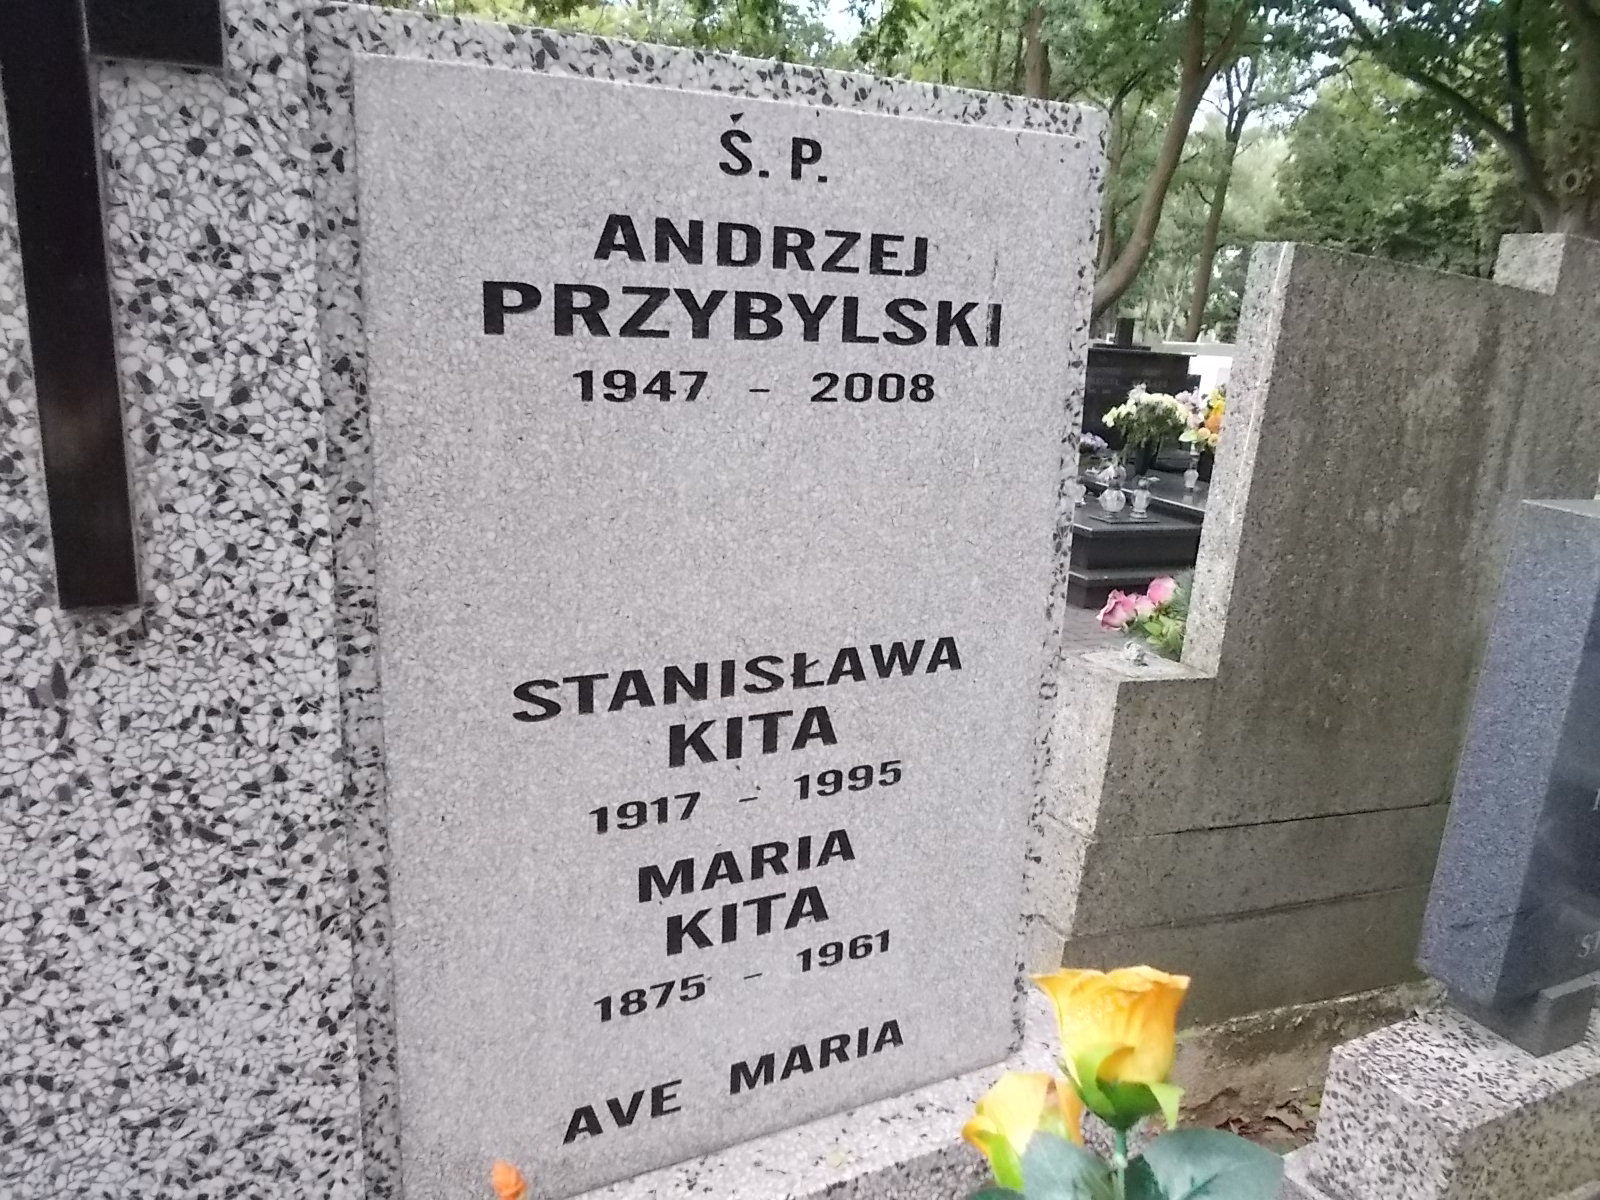 Ś. P.
ANDRZEJ
PRZYBYLSKI
1947 - 2008
STANISŁAWA
KITA
1917 - 1995
MARIA
KITA
1875 - 1961
AVE MARIA